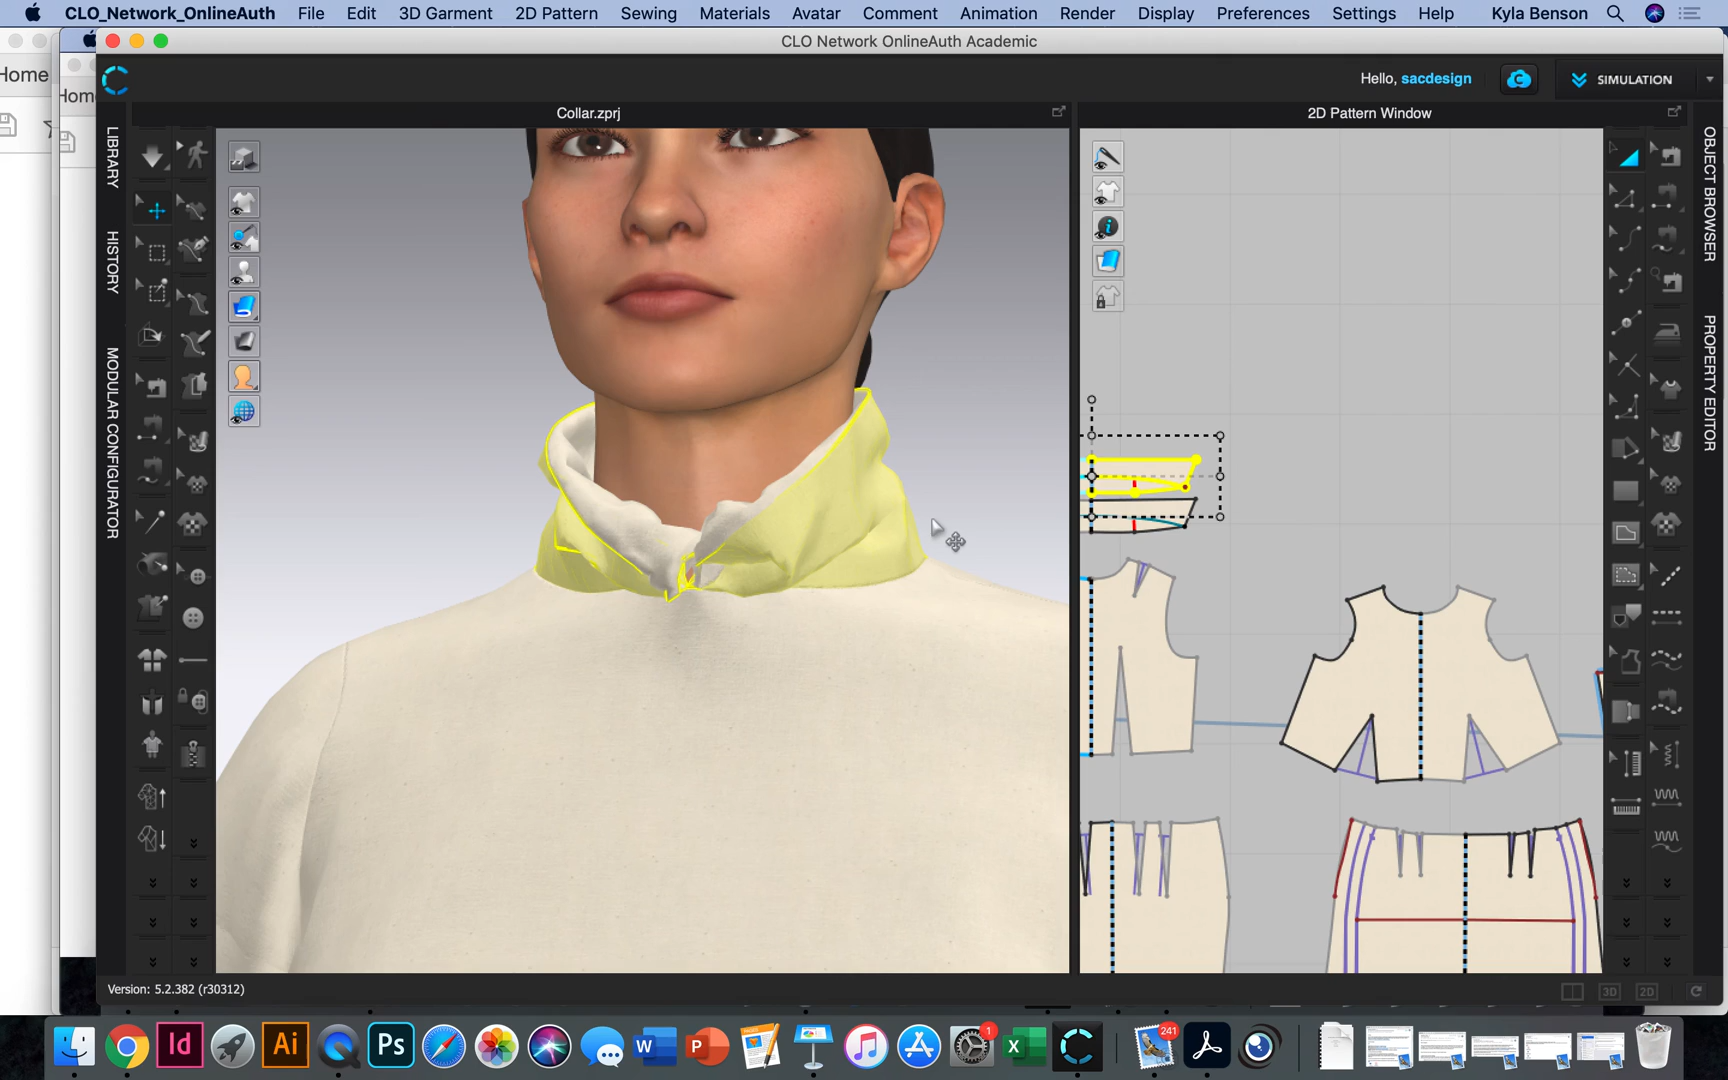 CLO_Network_OnlineAuth File Edit 3D Garment 2D Pattern Sewing Materials Avatar Comment Animation Render Display Preferences Settings Help Kyla Benson
CLO Network OnlineAuth Academic
Home
Hello, sacdesign
SIMULATION
Collar.zprj
2D Pattern Window
LIBRARY
HISTORY
MODULAR CONFIGURATOR
OBJECT BROWSER
PROPERTY EDITOR
Version: 5.2.382 (r30312)
3D
2D
Id
Ai
Ps
W
P
1
X
241